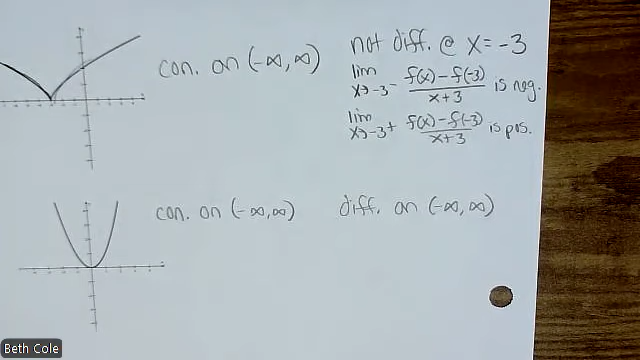 con. on (-∞,∞)
not diff. @ x = -3
lim x→-3⁻ f(x) - f(-3) / x+3 is neg.
lim x→-3⁺ f(x) - f(-3) / x+3 is pos.
con. on (-∞,∞)
diff. on (-∞,∞)
Beth Cole